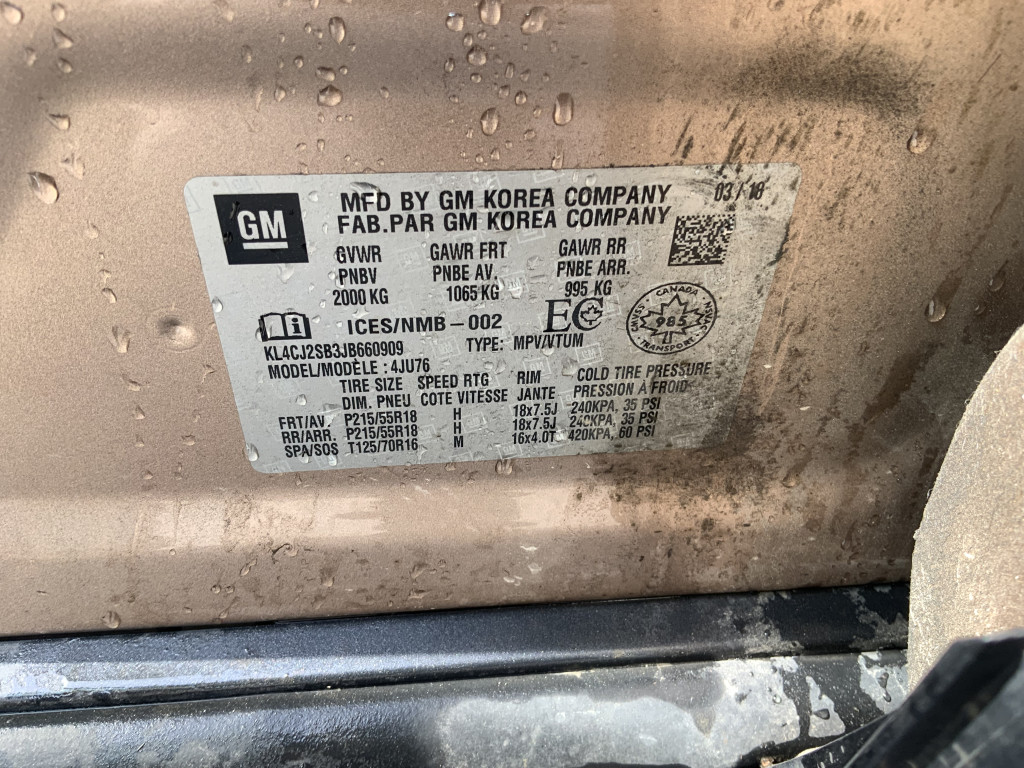 GM
MFD BY GM KOREA COMPANY 03/18
FAB.PAR GM KOREA COMPANY
GVWR GAWR FRT GAWR RR
PNBV PNBE AV. PNBE ARR.
2000 KG 1065 KG 995 KG
ICES/NMB-002 EC
CANADA
985
KL4CJ2SB3JB660909 TYPE: MPV/VTUM
MODEL/MODÈLE : 4JU76
TIRE SIZE SPEED RTG RIM COLD TIRE PRESSURE
DIM. PNEU COTE VITESSE JANTE PRESSION A FROID
FRT/AV. P215/55R18 H 18x7.5J 240KPA, 35 PSI
RR/ARR. P215/55R18 H 18x7.5J 240KPA, 35 PSI
SPA/SOS T125/70R16 M 16x4.0T 420KPA, 60 PSI